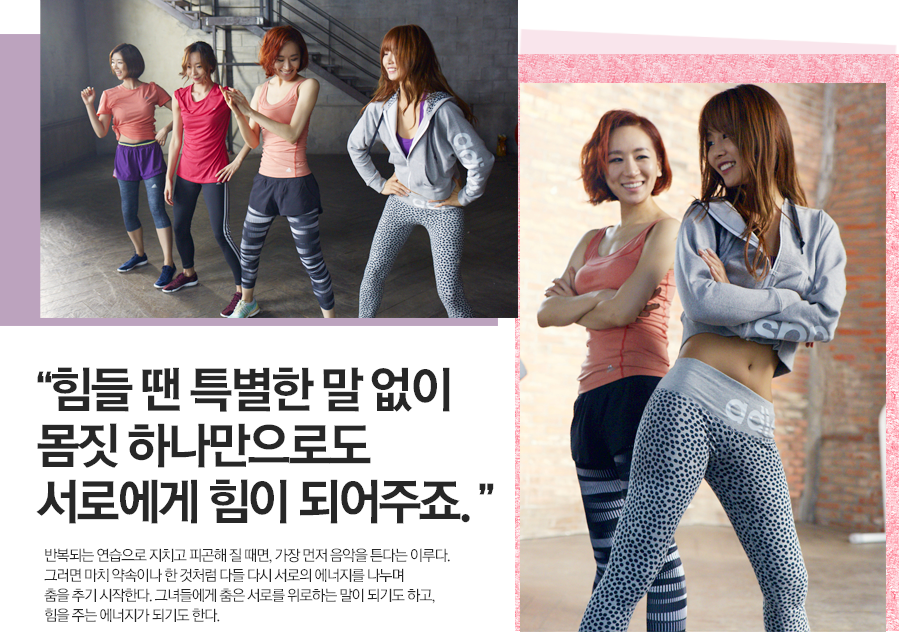 “힘들 땐 특별한 말 없이
몸짓 하나만으로도
서로에게 힘이 되어주죠. ”
반복되는 연습으로 지치고 피곤해 질 때면, 가장 먼저 음악을 튼다는 이루다.
그러면 마치 약속이나 한 것처럼 다들 다시 서로의 에너지를 나누며
춤을 추기 시작한다. 그녀들에게 춤은 서로를 위로하는 말이 되기도 하고,
힘을 주는 에너지가 되기도 한다.